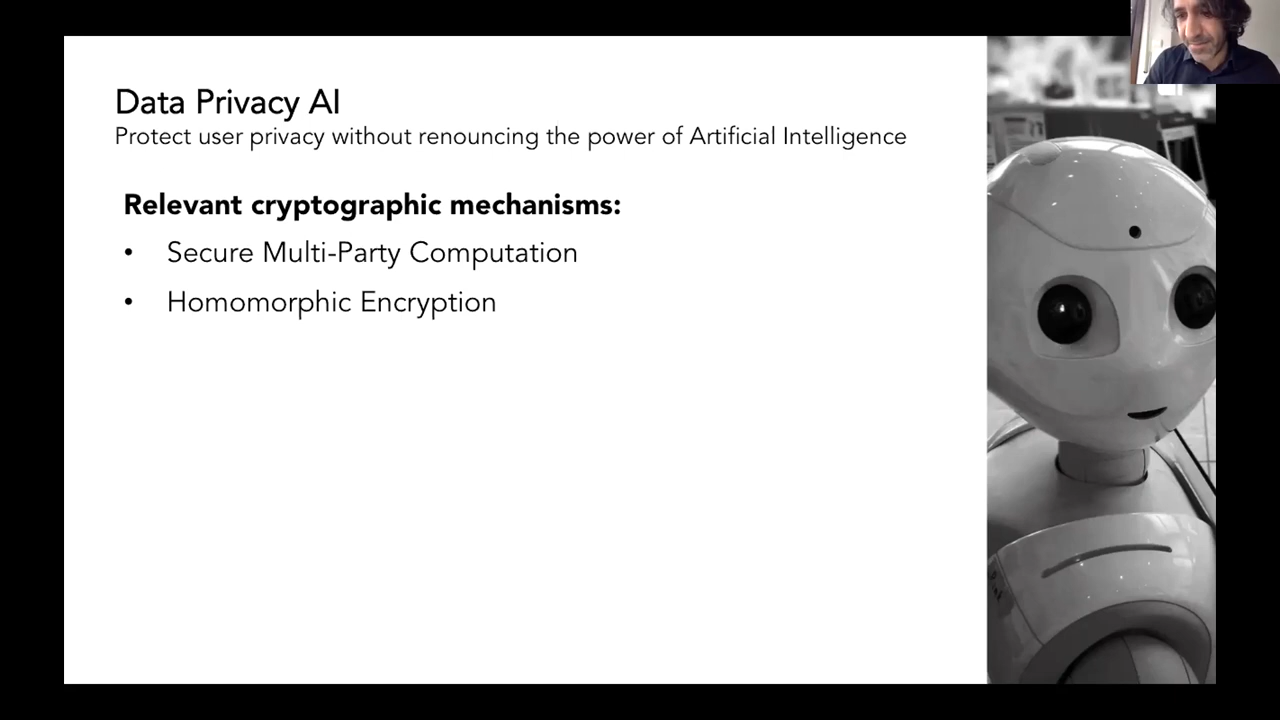 Data Privacy AI
Protect user privacy without renouncing the power of Artificial Intelligence
Relevant cryptographic mechanisms:
• Secure Multi-Party Computation
• Homomorphic Encryption